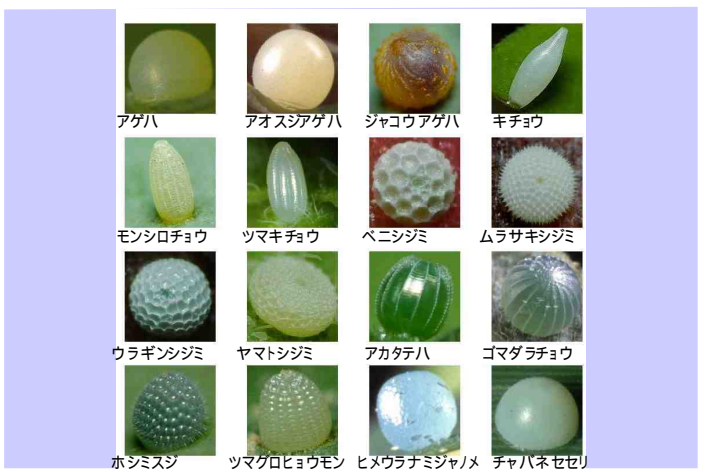 アゲハ アオスジアゲハ ジャコウアゲハ キチョウ
モンシロチョウ ツマキチョウ ベニシジミ ムラサキシジミ
ウラギンシジミ ヤマトシジミ アカタテハ ゴマダラチョウ
ホシミスジ ツマグロヒョウモン ヒメウラナミジャノメ チャバネセセリ